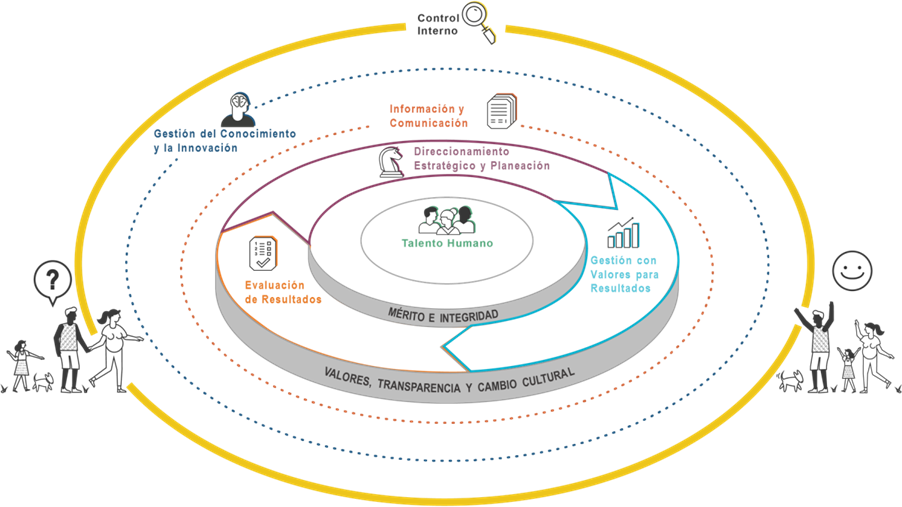 Control
Interno
Información y
Comunicación
Gestión del Conocimiento
y la Innovación
Direccionamiento
Estratégico y Planeación
Talento Humano
Gestión con
Valores para
Resultados
Evaluación
de Resultados
?
MÉRITO E INTEGRIDAD
VALORES, TRANSPARENCIA Y CAMBIO CULTURAL